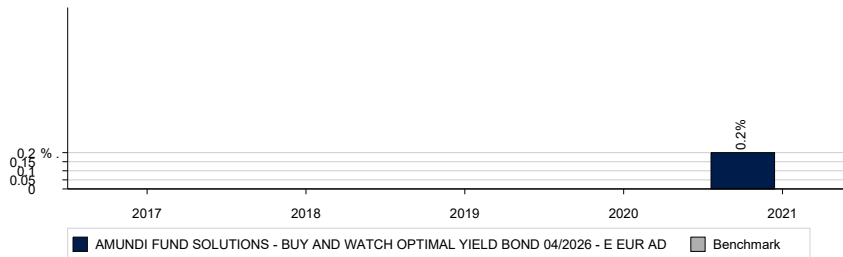 0.2%
0.2 % .
0.15
0.1
0.05
0
2017 2018 2019 2020 2021
AMUNDI FUND SOLUTIONS - BUY AND WATCH OPTIMAL YIELD BOND 04/2026 - E EUR AD Benchmark